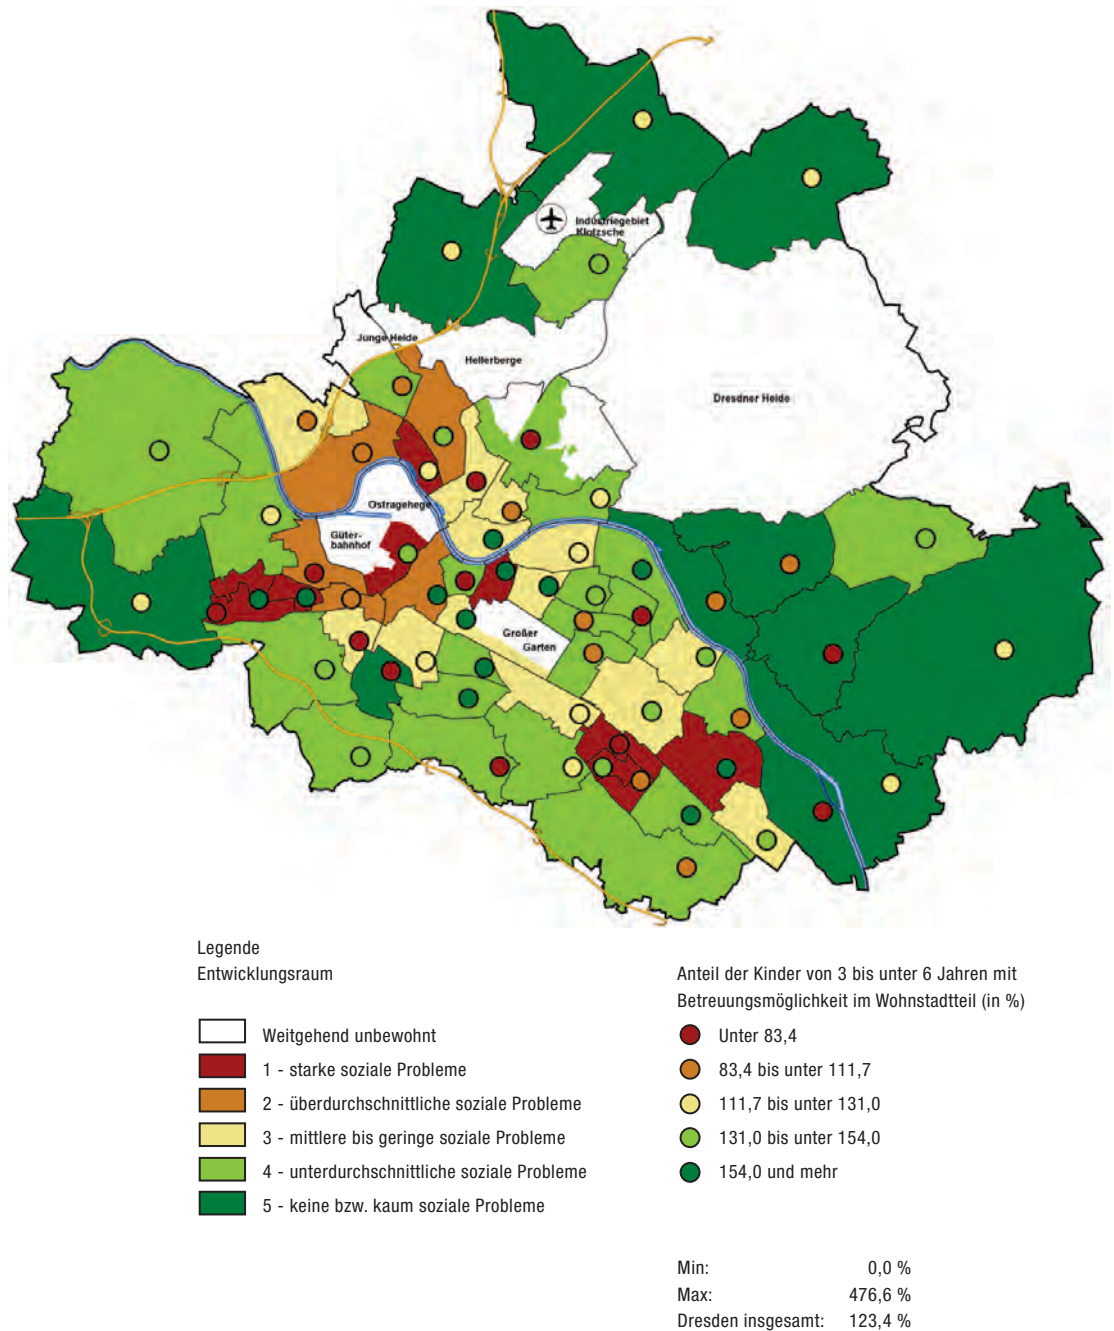 Industriegebiet
Klotzsche
Junge Heide
Hellerberge
Dresdner Heide
Ostragehege
Güter-
bahnhof
Großer
Garten
Legende
Entwicklungsraum
Weitgehend unbewohnt
1 - starke soziale Probleme
2 - überdurchschnittliche soziale Probleme
3 - mittlere bis geringe soziale Probleme
4 - unterdurchschnittliche soziale Probleme
5 - keine bzw. kaum soziale Probleme
Anteil der Kinder von 3 bis unter 6 Jahren mit
Betreuungsmöglichkeit im Wohnstadtteil (in %)
Unter 83,4
83,4 bis unter 111,7
111,7 bis unter 131,0
131,0 bis unter 154,0
154,0 und mehr
Min: 0,0 %
Max: 476,6 %
Dresden insgesamt: 123,4 %